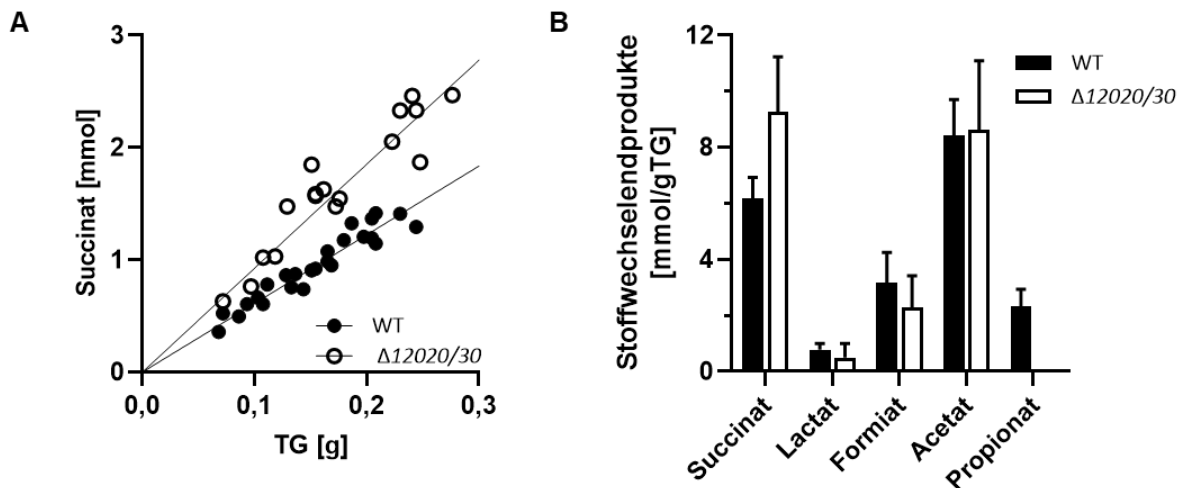 A
Succinat [mmol]
3
2
1
0
0,0
0,1
0,2
0,3
TG [g]
WT
Δ12020/30
B
Stoffwechselendprodukte
[mmol/gTG]
12
8
4
0
WT
Δ12020/30
Succinat
Lactat
Formiat
Acetat
Propionat